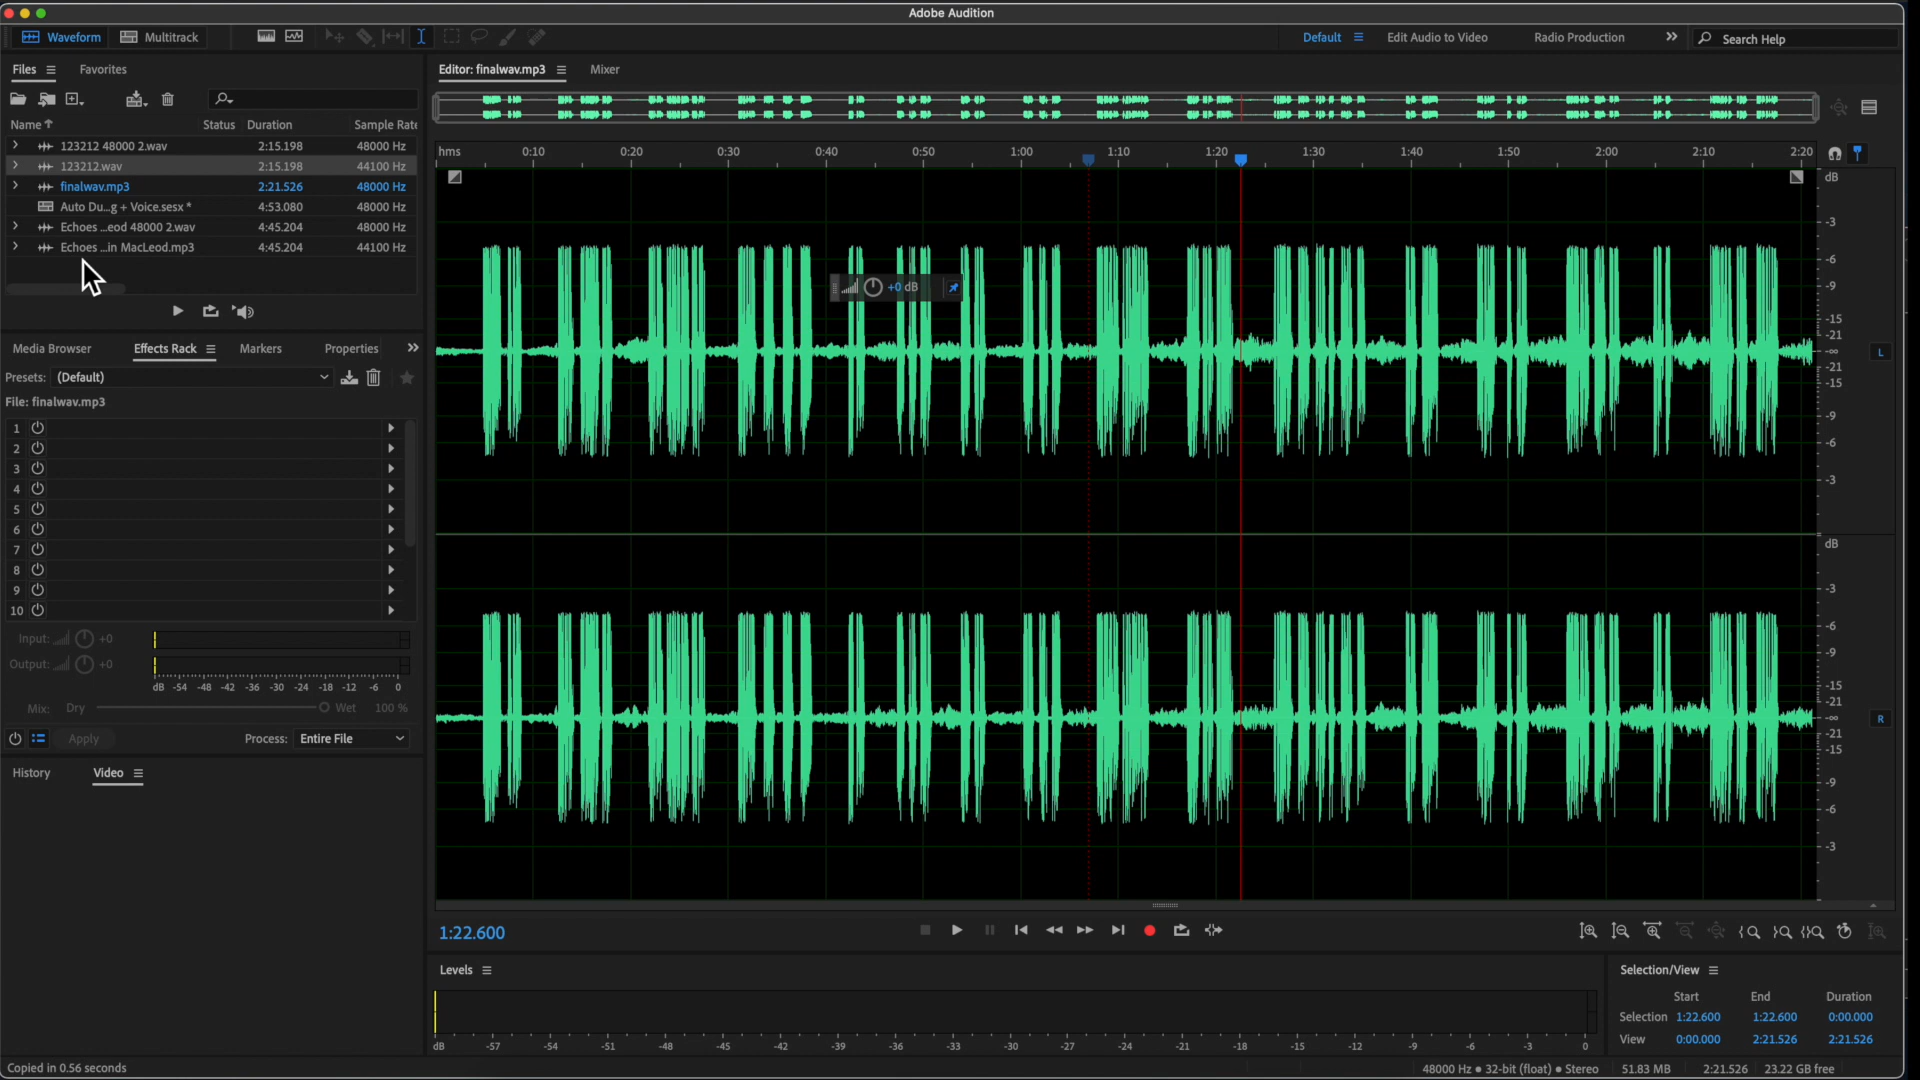 Adobe Audition
Waveform Multitrack Default Edit Audio to Video Radio Production Search Help
Files Favorites Editor: finalwav.mp3 Mixer
Name Status Duration Sample Rate
123212 48000 2.wav 2:15.198 48000 Hz
123212.wav 2:15.198 44100 Hz
finalwav.mp3 2:21.526 48000 Hz
Auto Du...g + Voice.sesx * 4:53.080 48000 Hz
Echoes ...eod 48000 2.wav 4:45.204 48000 Hz
Echoes ...in MacLeod.mp3 4:45.204 44100 Hz
hms 0:10 0:20 0:30 0:40 0:50 1:00 1:10 1:20 1:30 1:40 1:50 2:00 2:10 2:20
+0 dB
dB
-3
-6
-9
-15
-21
-∞
-21
-15
-9
-6
-3
L
dB
-3
-6
-9
-15
-21
-∞
-21
-15
-9
-6
-3
R
Media Browser Effects Rack Markers Properties
Presets: (Default)
File: finalwav.mp3
1
2
3
4
5
6
7
8
9
10
Input: +0
Output: +0
dB -54 -48 -42 -36 -30 -24 -18 -12 -6 0
Mix: Dry Wet 100 %
Apply Process: Entire File
History Video
1:22.600
Levels
dB -57 -54 -51 -48 -45 -42 -39 -36 -33 -30 -27 -24 -21 -18 -15 -12 -9 -6 -3 0
Selection/View
Start End Duration
Selection 1:22.600 1:22.600 0:00.000
View 0:00.000 2:21.526 2:21.526
Copied in 0.56 seconds
48000 Hz ● 32-bit (float) ● Stereo 51.83 MB 2:21.526 23.22 GB free